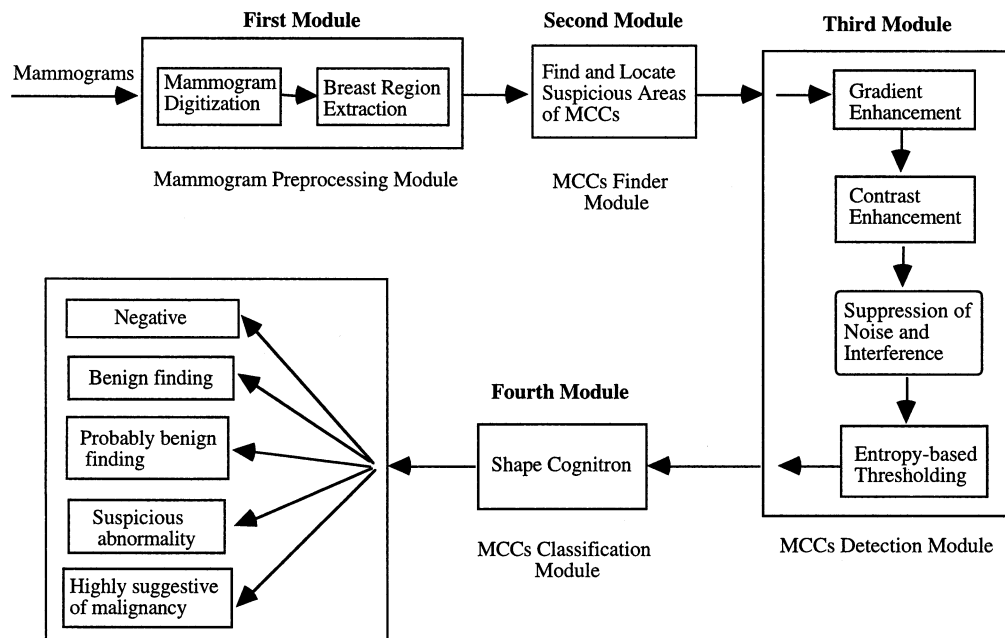 First Module
Second Module
Third Module
Mammograms
Mammogram
Digitization
Breast Region
Extraction
Mammogram Preprocessing Module
Find and Locate
Suspicious Areas
of MCCs
MCCs Finder
Module
Gradient
Enhancement
Contrast
Enhancement
Suppression of
Noise and
Interference
Entropy-based
Thresholding
MCCs Detection Module
Fourth Module
Shape Cognitron
MCCs Classification
Module
Negative
Benign finding
Probably benign
finding
Suspicious
abnormality
Highly suggestive
of malignancy